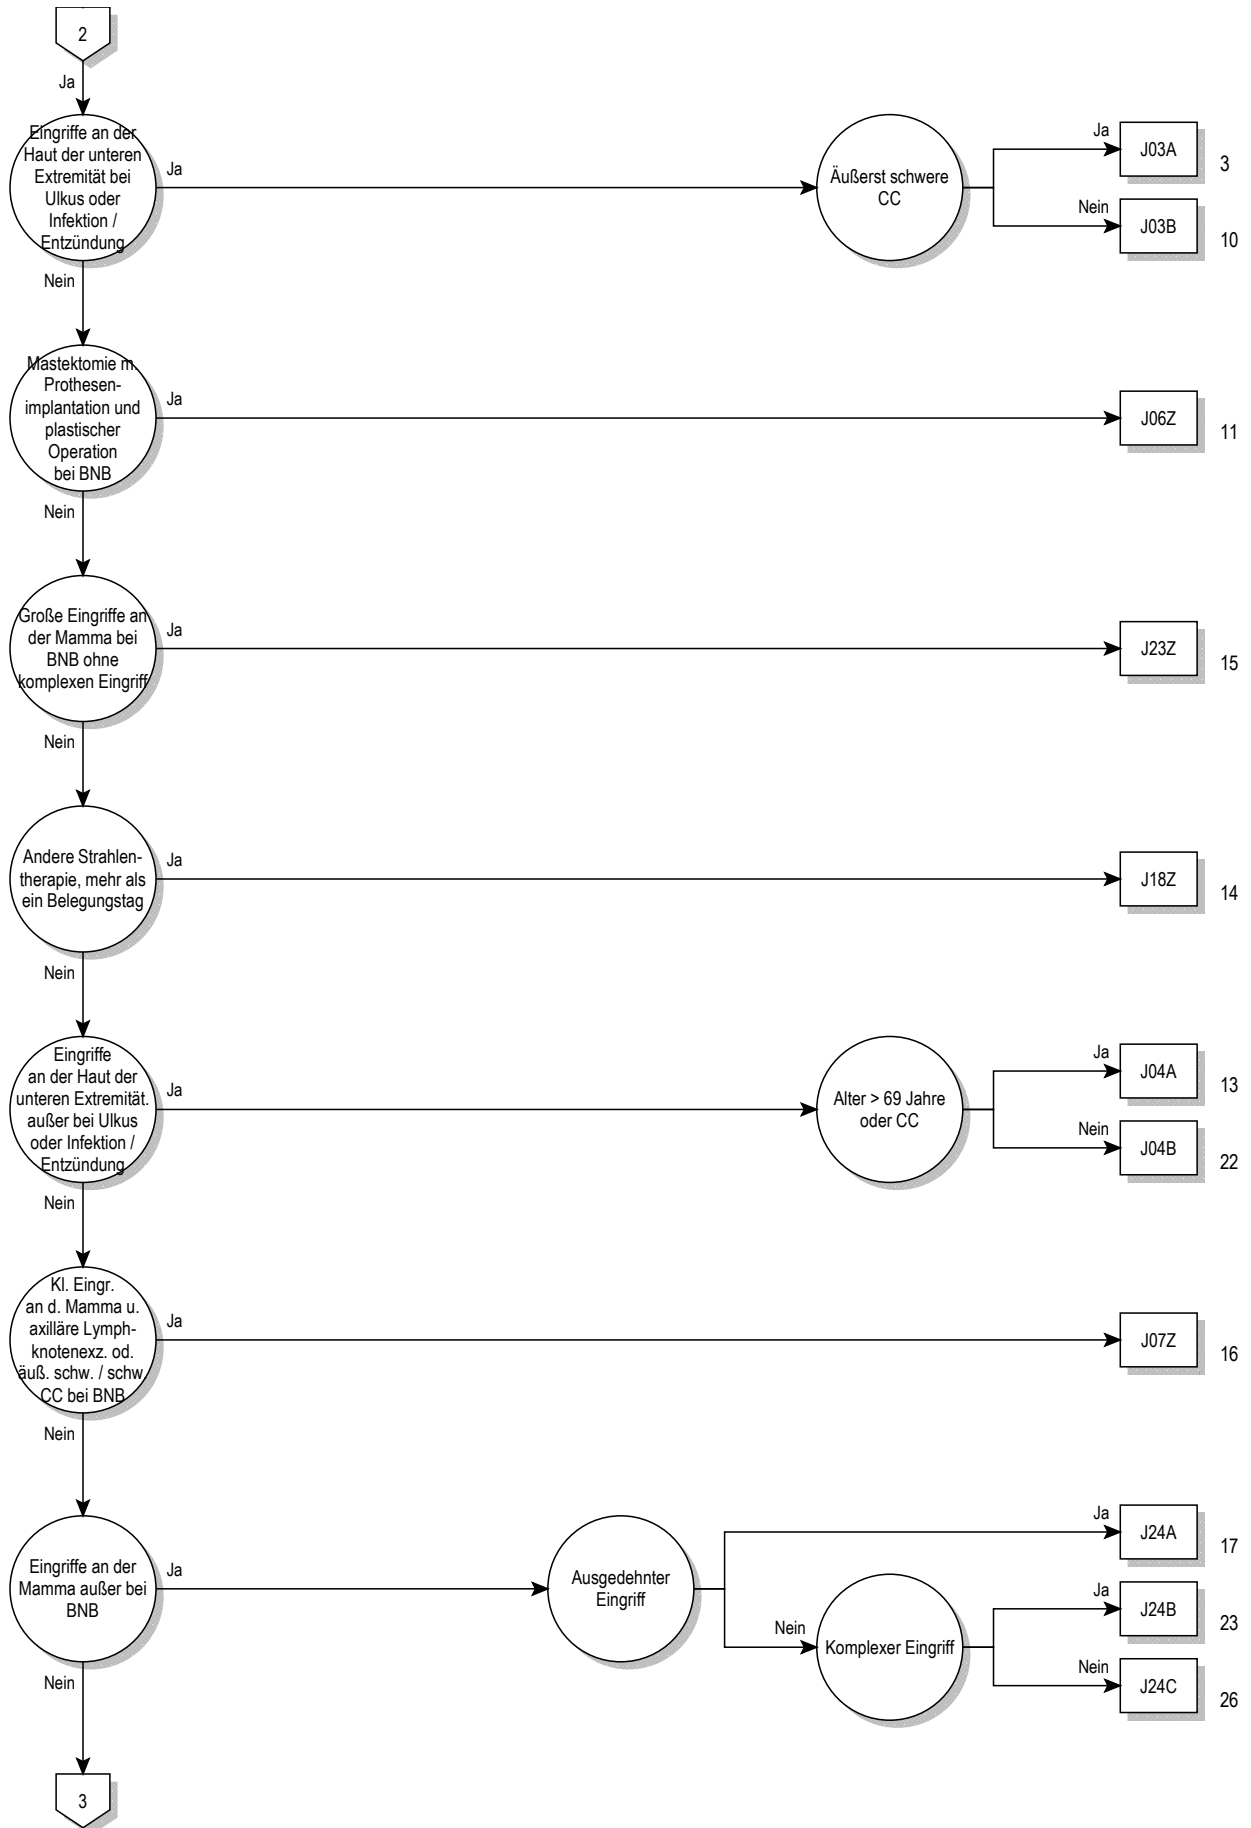 2
Ja
Eingriffe an der
Haut der unteren
Extremität bei
Ulkus oder
Infektion /
Entzündung
Ja
Äußerst schwere
CC
Ja
J03A
3
Nein
J03B
10
Nein
Mastektomie m.
Prothesen-
implantation und
plastischer
Operation
bei BNB
Ja
J06Z
11
Nein
Große Eingriffe an
der Mamma bei
BNB ohne
komplexen Eingriff
Ja
J23Z
15
Nein
Andere Strahlen-
therapie, mehr als
ein Belegungstag
Ja
J18Z
14
Nein
Eingriffe
an der Haut der
unteren Extremität.
außer bei Ulkus
oder Infektion /
Entzündung
Ja
Alter > 69 Jahre
oder CC
Ja
J04A
13
Nein
J04B
22
Nein
Kl. Eingr.
an d. Mamma u.
axilläre Lymph-
knotenexz. od.
äuß. schw. / schw.
CC bei BNB
Ja
J07Z
16
Nein
Eingriffe an der
Mamma außer bei
BNB
Ja
Ausgedehnter
Eingriff
Ja
J24A
17
Nein
Komplexer Eingriff
Ja
J24B
23
Nein
J24C
26
Nein
3